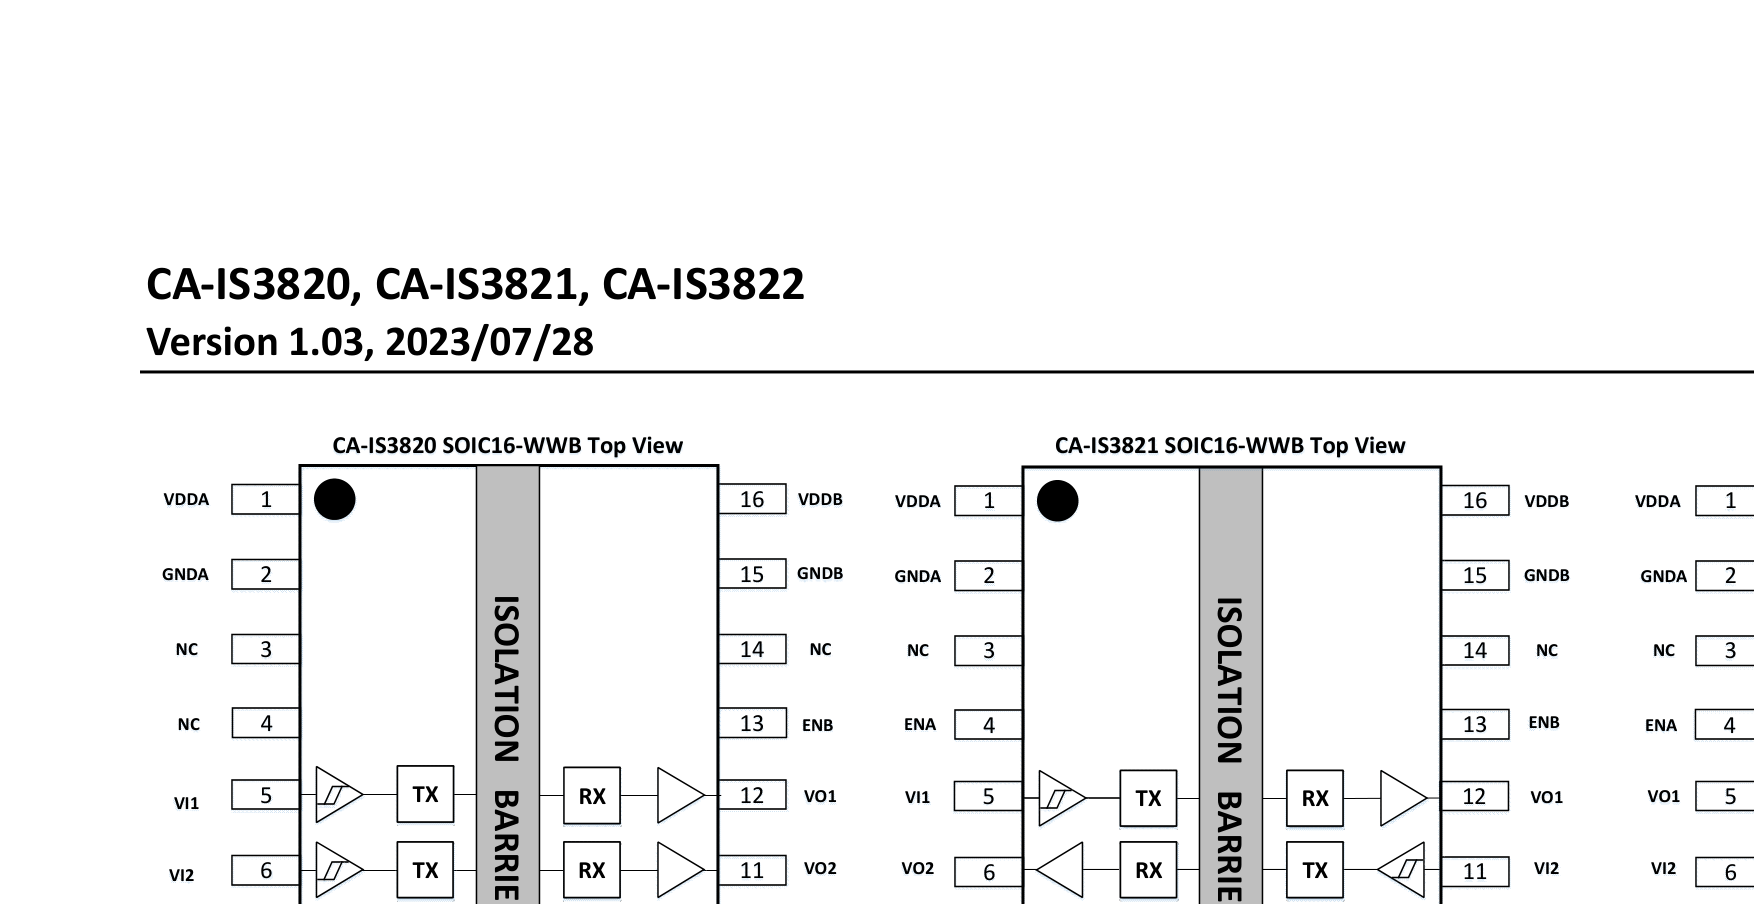 CA-IS3820, CA-IS3821, CA-IS3822
Version 1.03, 2023/07/28
CA-IS3820 SOIC16-WWB Top View
VDDA 1 16 VDDB
GNDA 2 15 GNDB
NC 3 14 NC
NC 4 13 ENB
VI1 5 TX RX 12 VO1
VI2 6 TX RX 11 VO2
ISOLATION BARRIE
CA-IS3821 SOIC16-WWB Top View
VDDA 1 16 VDDB
GNDA 2 15 GNDB
NC 3 14 NC
ENA 4 13 ENB
VI1 5 TX RX 12 VO1
VO2 6 RX TX 11 VI2
ISOLATION BARRIE
VDDA 1
GNDA 2
NC 3
ENA 4
VO1 5
VI2 6